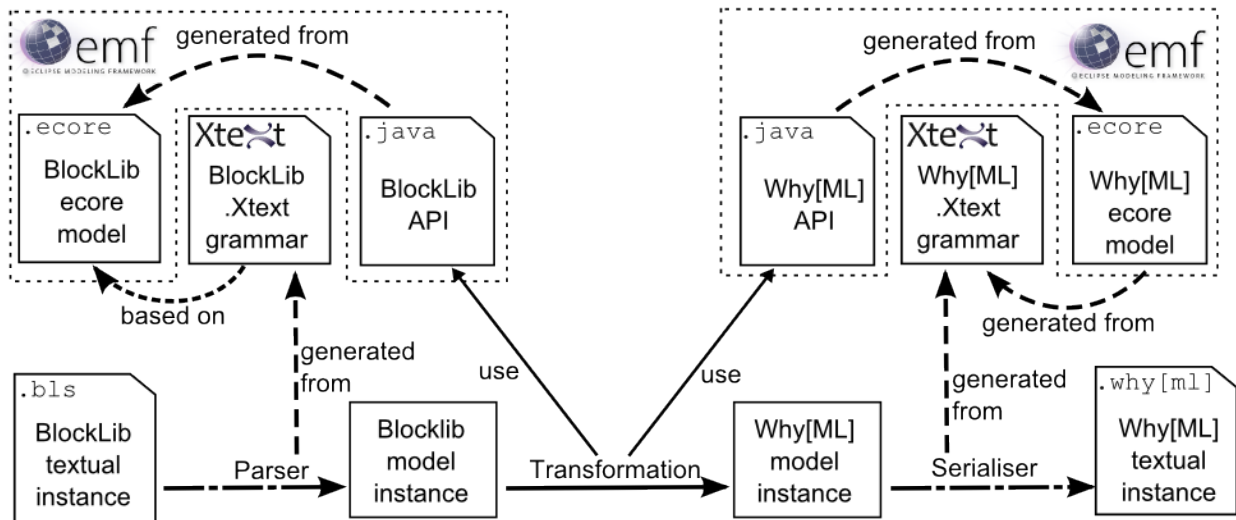 emf
ECLIPSE MODELING FRAMEWORK
generated from
.ecore
BlockLib
ecore
model
Xtext
BlockLib
.Xtext
grammar
.java
BlockLib
API
based on
generated
from
use
generated from
emf
ECLIPSE MODELING FRAMEWORK
.java
Why[ML]
API
Xtext
Why[ML]
.Xtext
grammar
.ecore
Why[ML]
ecore
model
generated from
use
generated
from
.bls
BlockLib
textual
instance
Parser
Blocklib
model
instance
Transformation
Why[ML]
model
instance
Serialiser
.why[ml]
Why[ML]
textual
instance